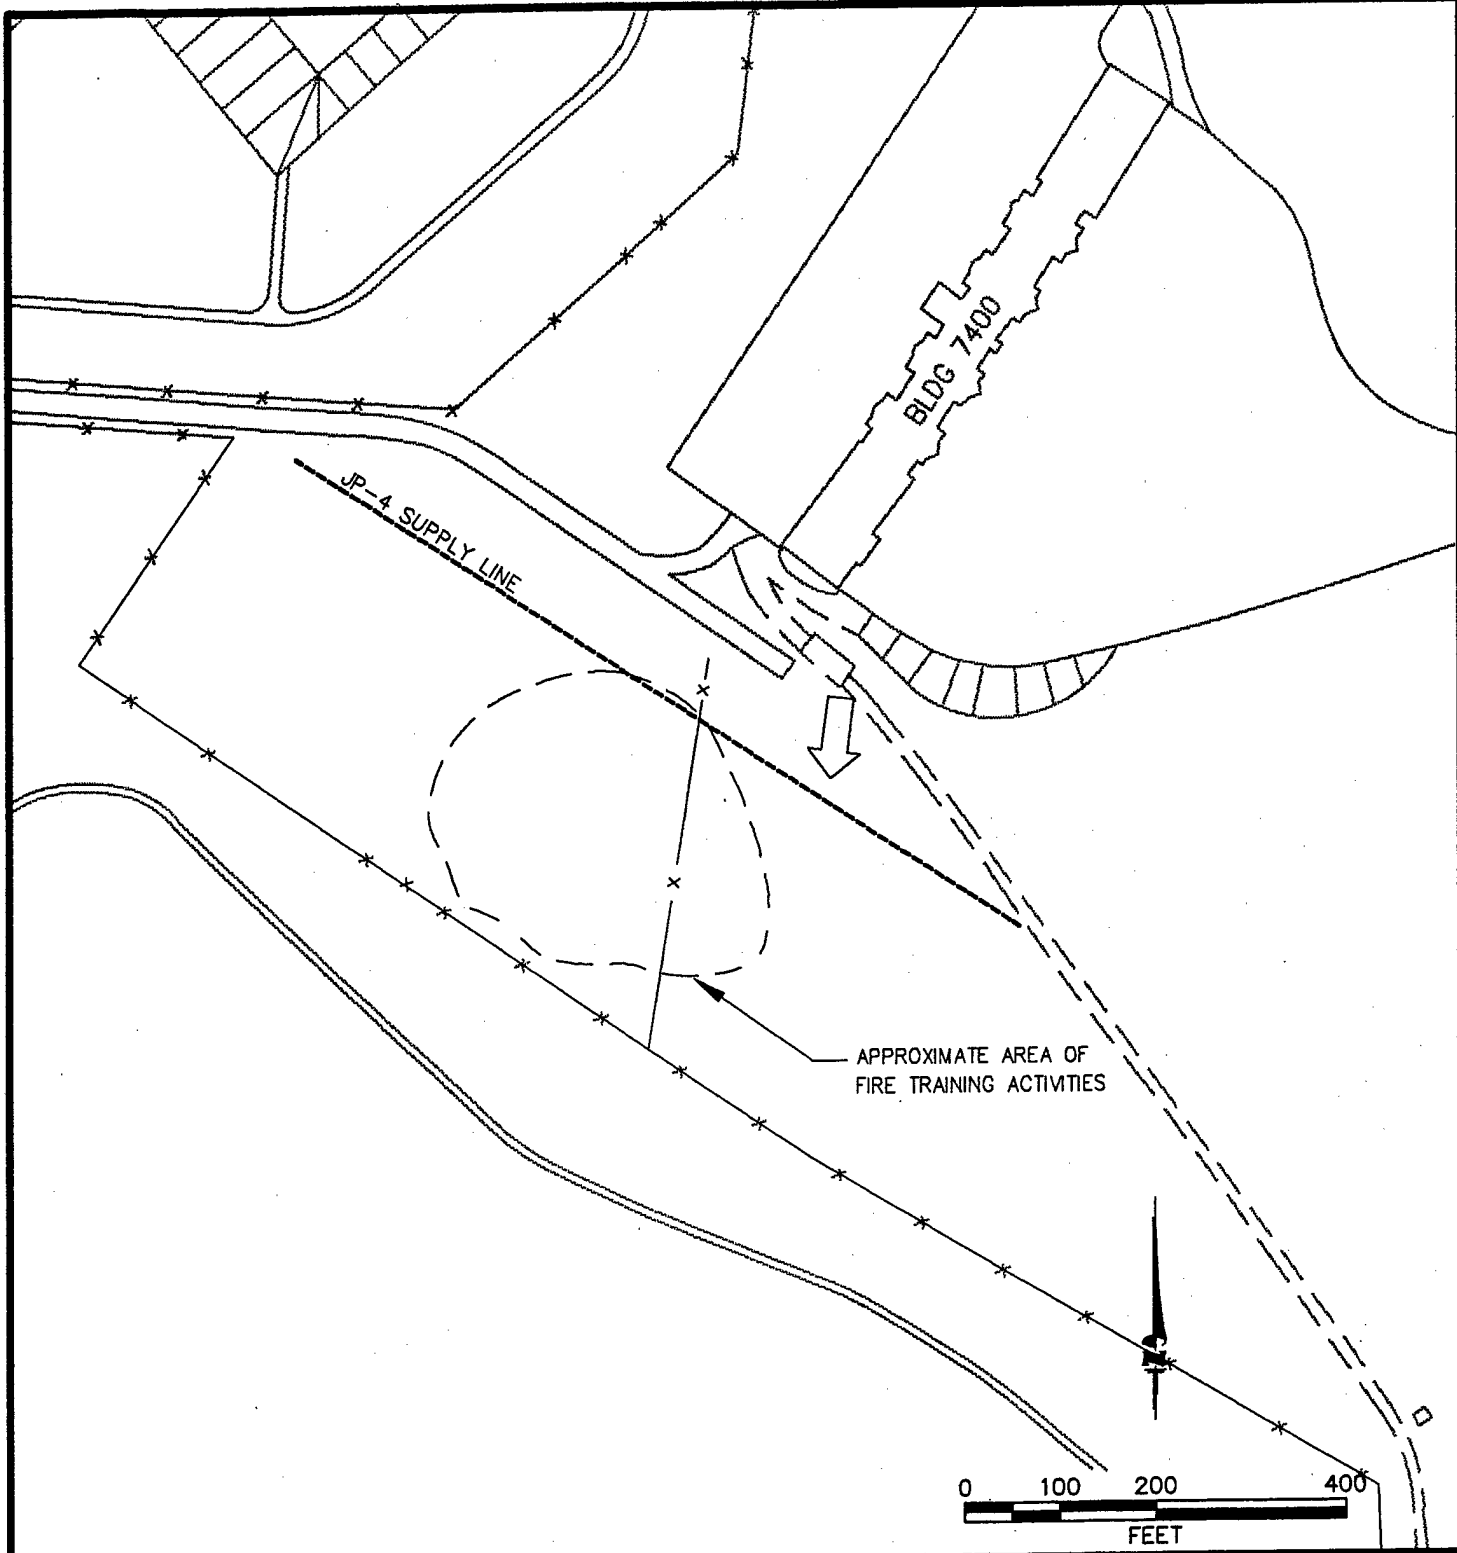 BLDG 7400
JP-4 SUPPLY LINE
APPROXIMATE AREA OF
FIRE TRAINING ACTIVITIES
N
0 100 200 400
FEET